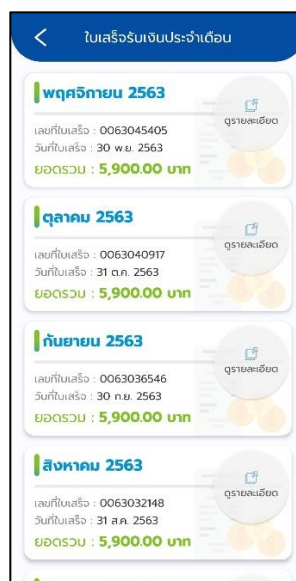 ใบเสร็จรับเงินประจำเดือน
พฤศจิกายน 2563
ดูรายละเอียด
เลขที่ใบเสร็จ : 0063045405
วันที่ใบเสร็จ : 30 พ.ย. 2563
ยอดรวม : 5,900.00 บาท
ตุลาคม 2563
ดูรายละเอียด
เลขที่ใบเสร็จ : 0063040917
วันที่ใบเสร็จ : 31 ต.ค. 2563
ยอดรวม : 5,900.00 บาท
กันยายน 2563
ดูรายละเอียด
เลขที่ใบเสร็จ : 0063036546
วันที่ใบเสร็จ : 30 ก.ย. 2563
ยอดรวม : 5,900.00 บาท
สิงหาคม 2563
ดูรายละเอียด
เลขที่ใบเสร็จ : 0063032148
วันที่ใบเสร็จ : 31 ส.ค. 2563
ยอดรวม : 5,900.00 บาท